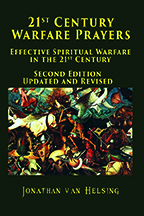 21ST CENTURY
WARFARE PRAYERS
EFFECTIVE SPIRITUAL WARFARE
IN THE 21ST CENTURY
SECOND EDITION
UPDATED AND REVISED
JONATHAN VAN HELSING